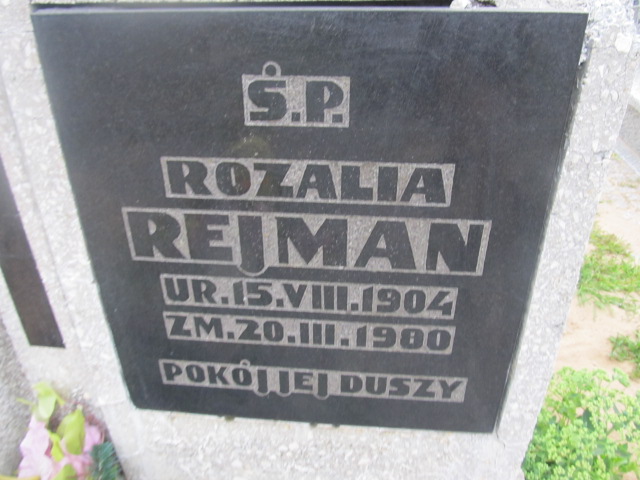 Ś.P.
ROZALIA
REJMAN
UR.15.VIII.1904
ZM.20.III.1980
POKÓJ JEJ DUSZY